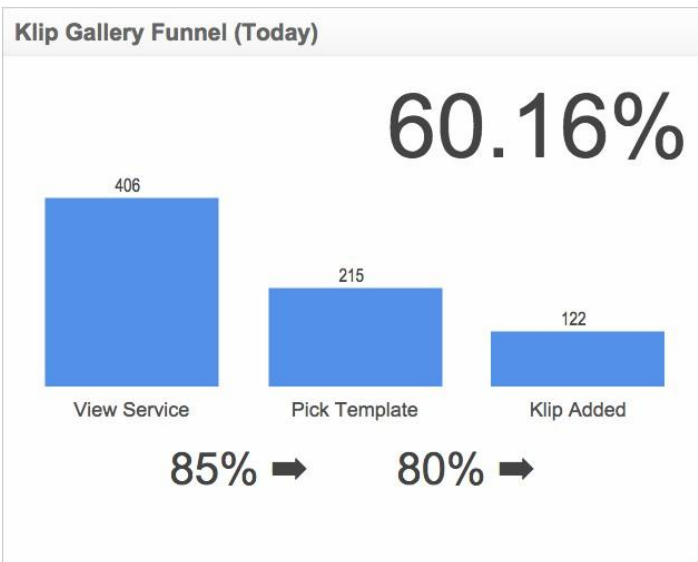 Klip Gallery Funnel (Today)
60.16%
406
215
122
View Service
Pick Template
Klip Added
85% ➡
80% ➡